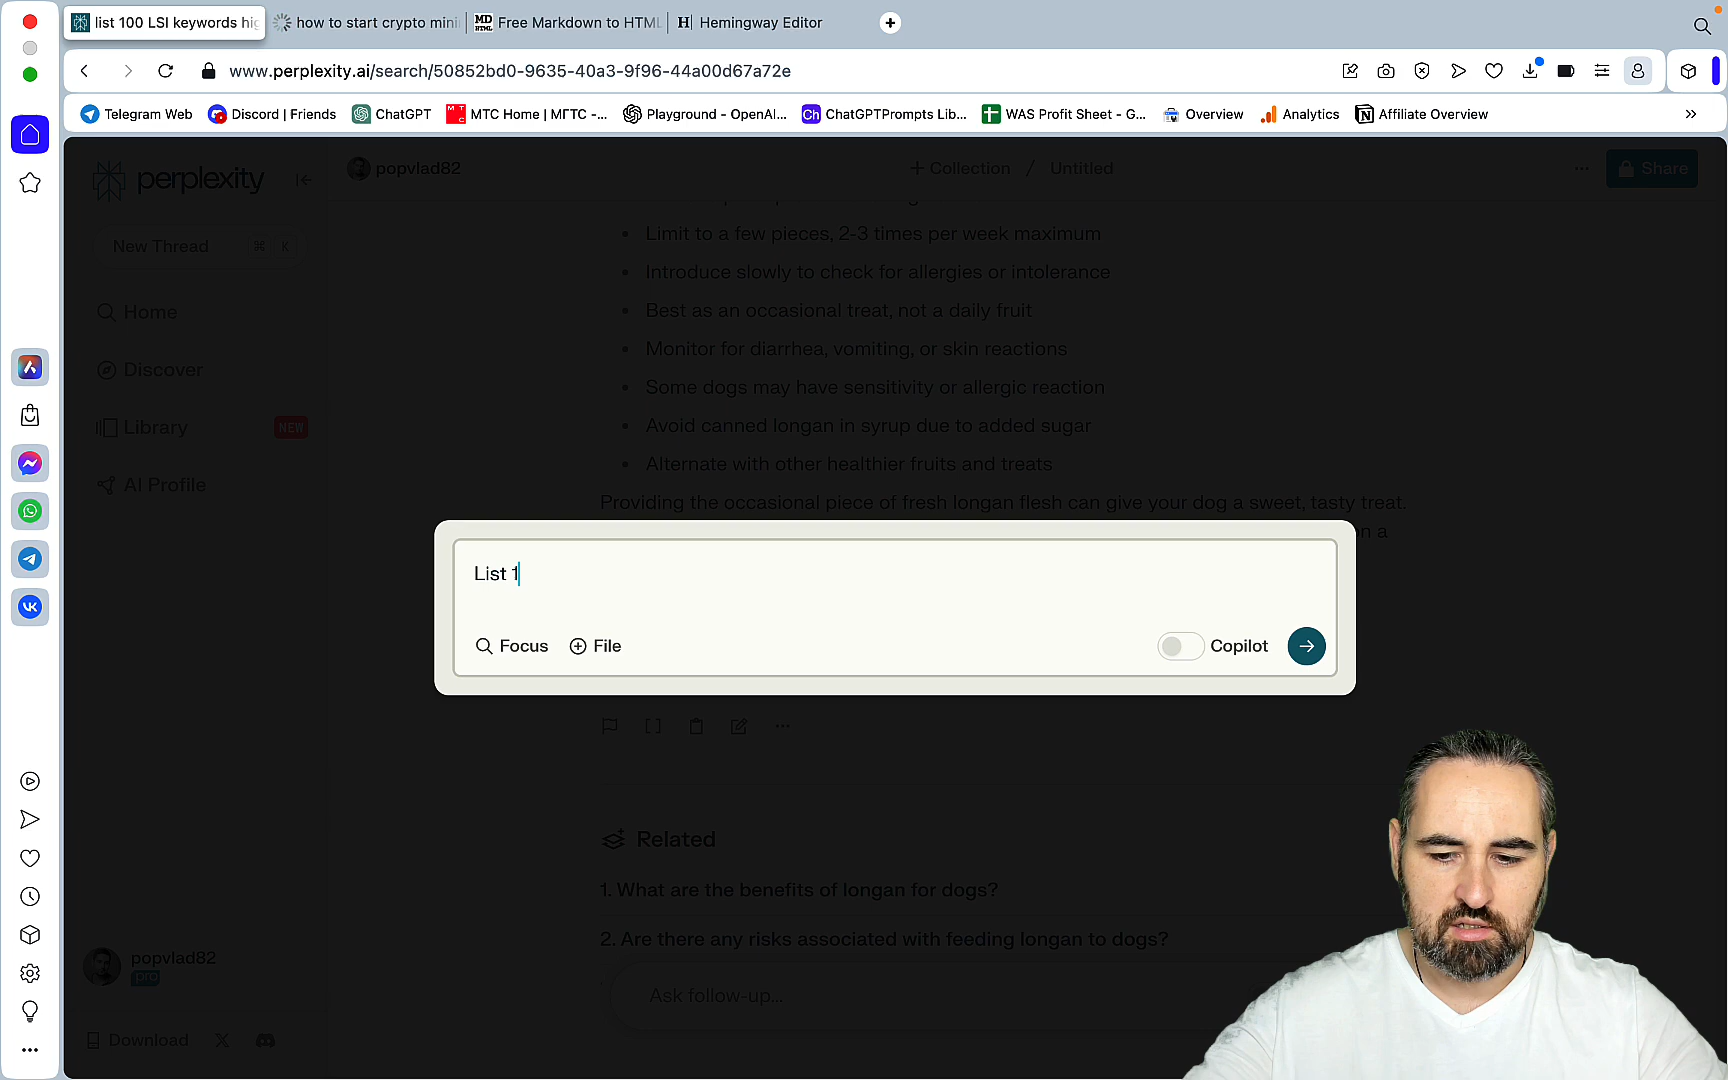 list 100 LSI keywords hig
how to start crypto mini
MD HTML Free Markdown to HTML
H Hemingway Editor
www.perplexity.ai/search/50852bd0-9635-40a3-9f96-44a00d67a72e
Telegram Web
Discord | Friends
ChatGPT
MTC Home | МГТС -...
Playground - OpenAI...
Ch ChatGPTPrompts Lib...
WAS Profit Sheet - G...
Overview
Analytics
Affiliate Overview
perplexity
popvlad82
+ Collection / Untitled
Share
New Thread ⌘ K
Home
Discover
Library NEW
AI Profile
Limit to a few pieces, 2-3 times per week maximum
Introduce slowly to check for allergies or intolerance
Best as an occasional treat, not a daily fruit
Monitor for diarrhea, vomiting, or skin reactions
Some dogs may have sensitivity or allergic reaction
Avoid canned longan in syrup due to added sugar
Alternate with other healthier fruits and treats
Providing the occasional piece of fresh longan flesh can give your dog a sweet, tasty treat.
on a
List 1
Focus
File
Copilot
Related
1. What are the benefits of longan for dogs?
2. Are there any risks associated with feeding longan to dogs?
Ask follow-up...
popvlad82
pro
Download